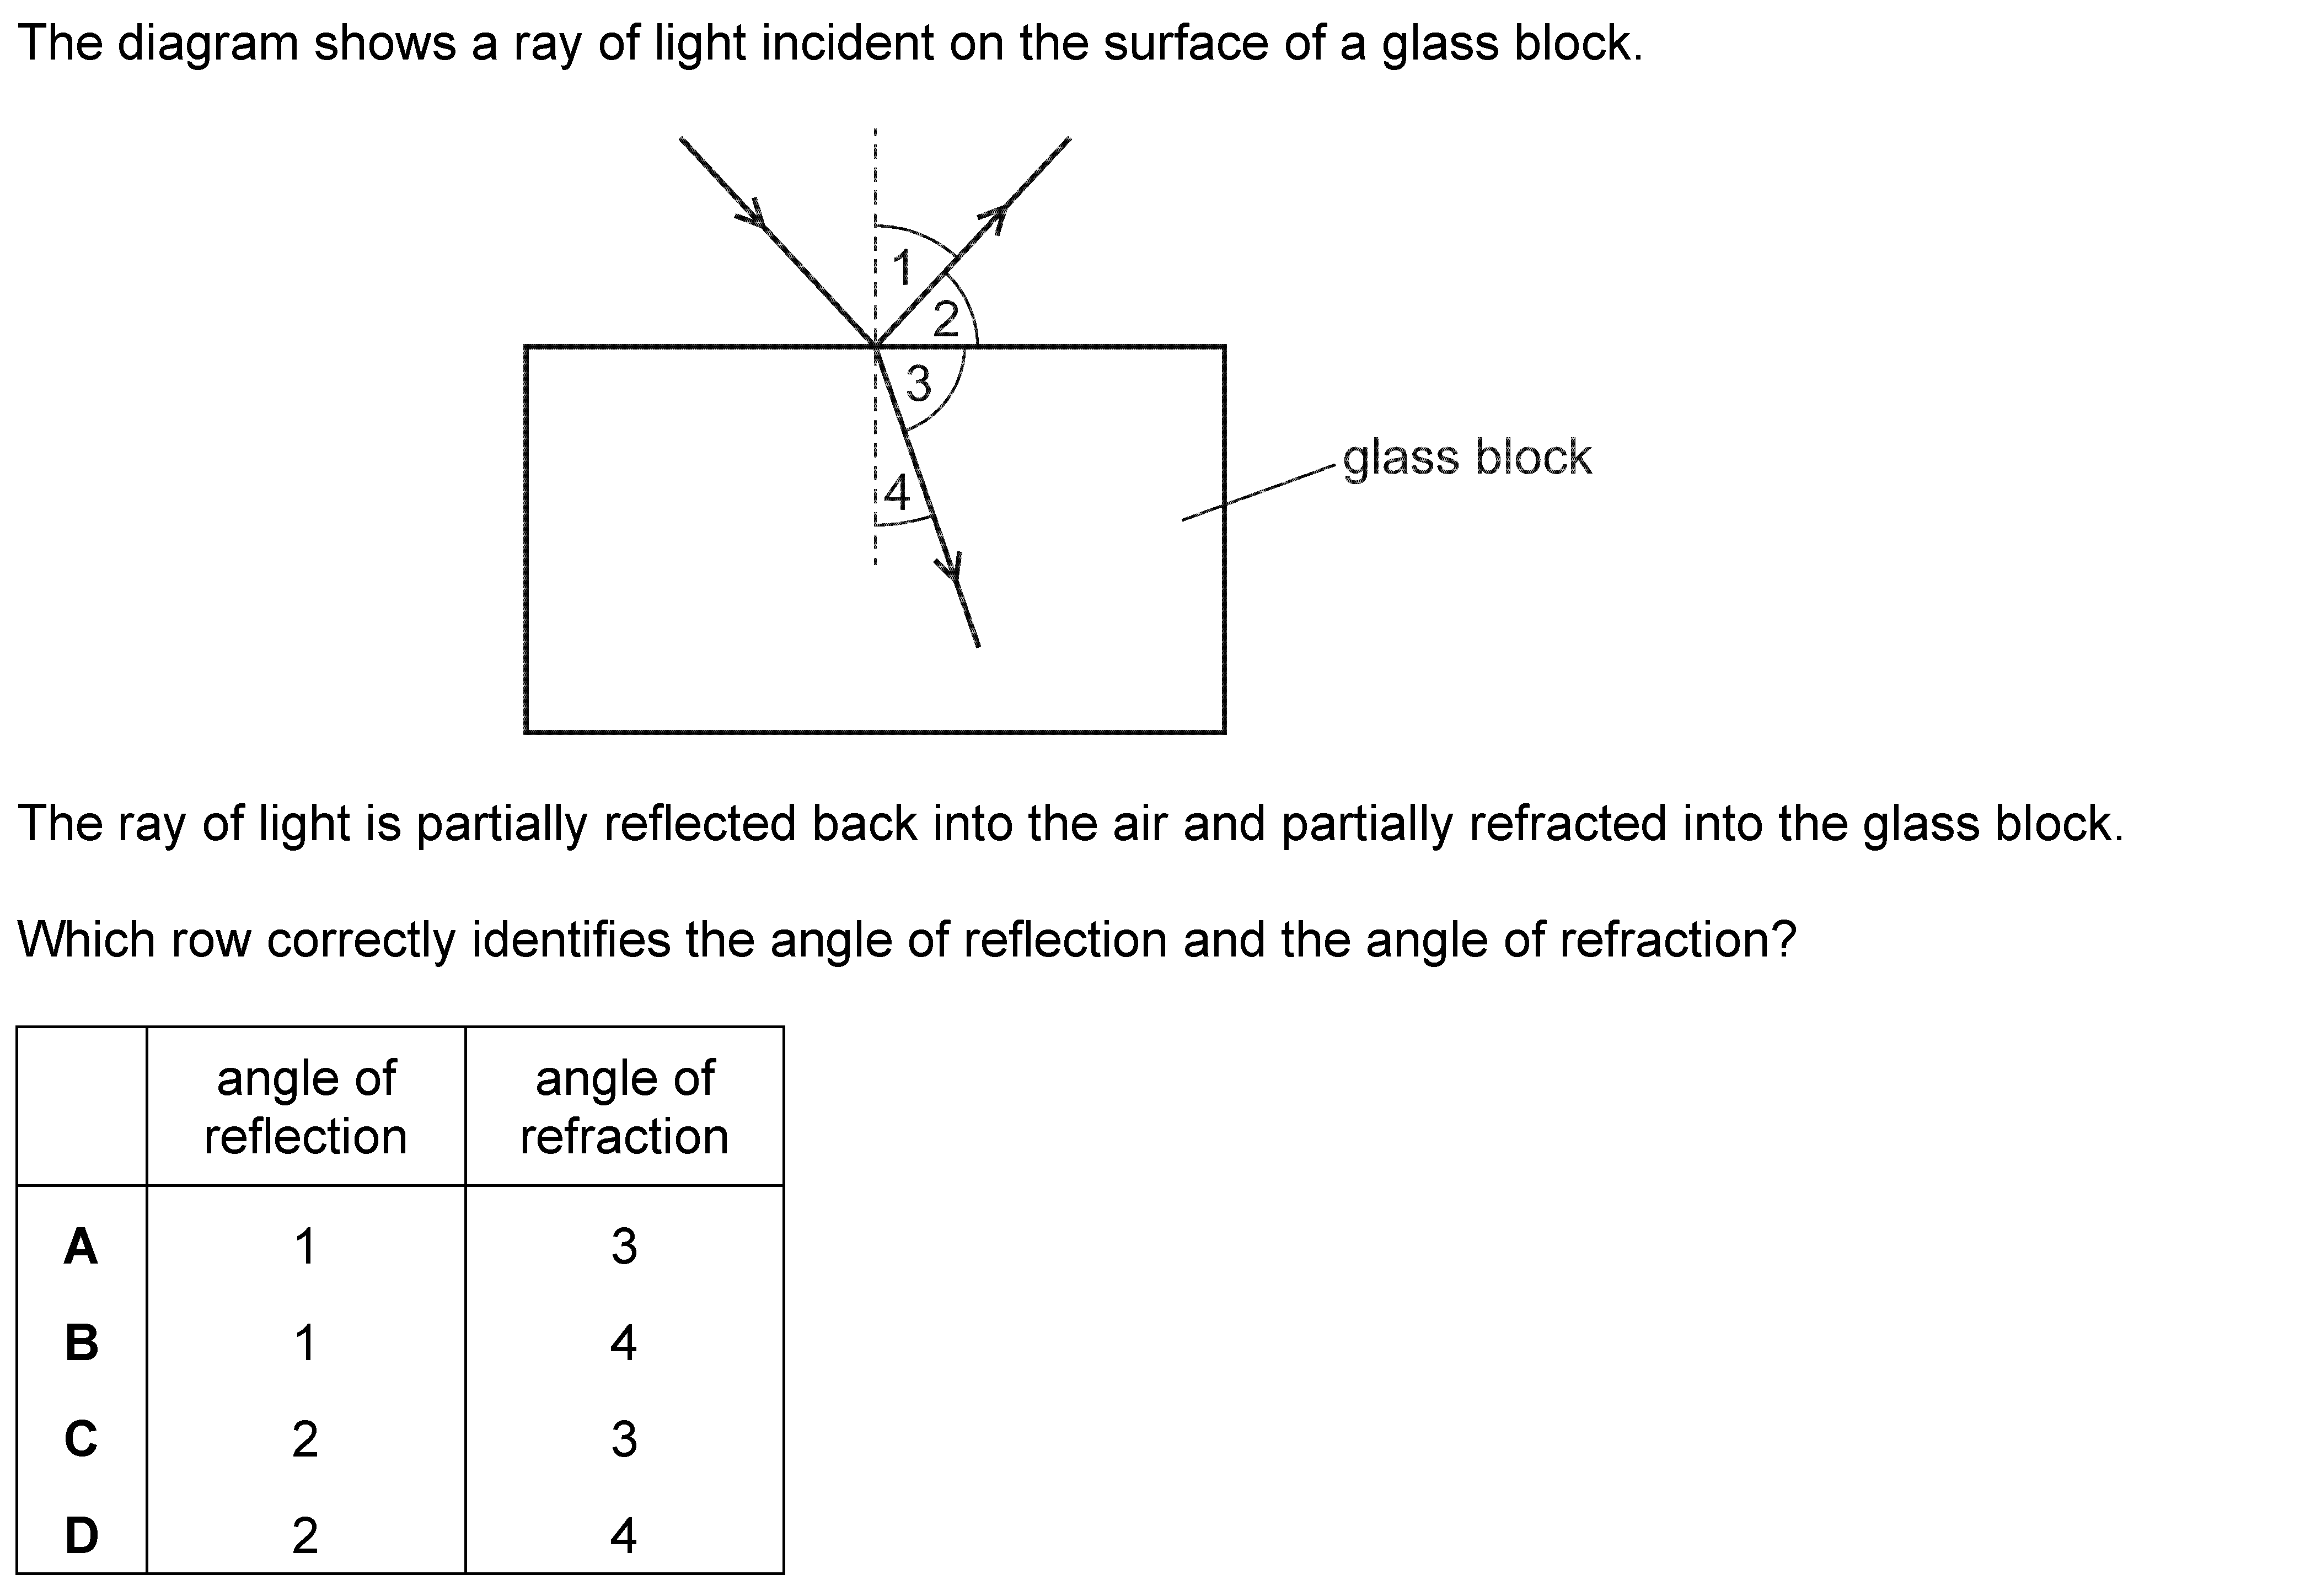 The diagram shows a ray of light incident on the surface of a glass block.
1
2
3
4
glass block
The ray of light is partially reflected back into the air and partially refracted into the glass block.
Which row correctly identifies the angle of reflection and the angle of refraction?
angle of reflection angle of refraction
A 1 3
B 1 4
C 2 3
D 2 4